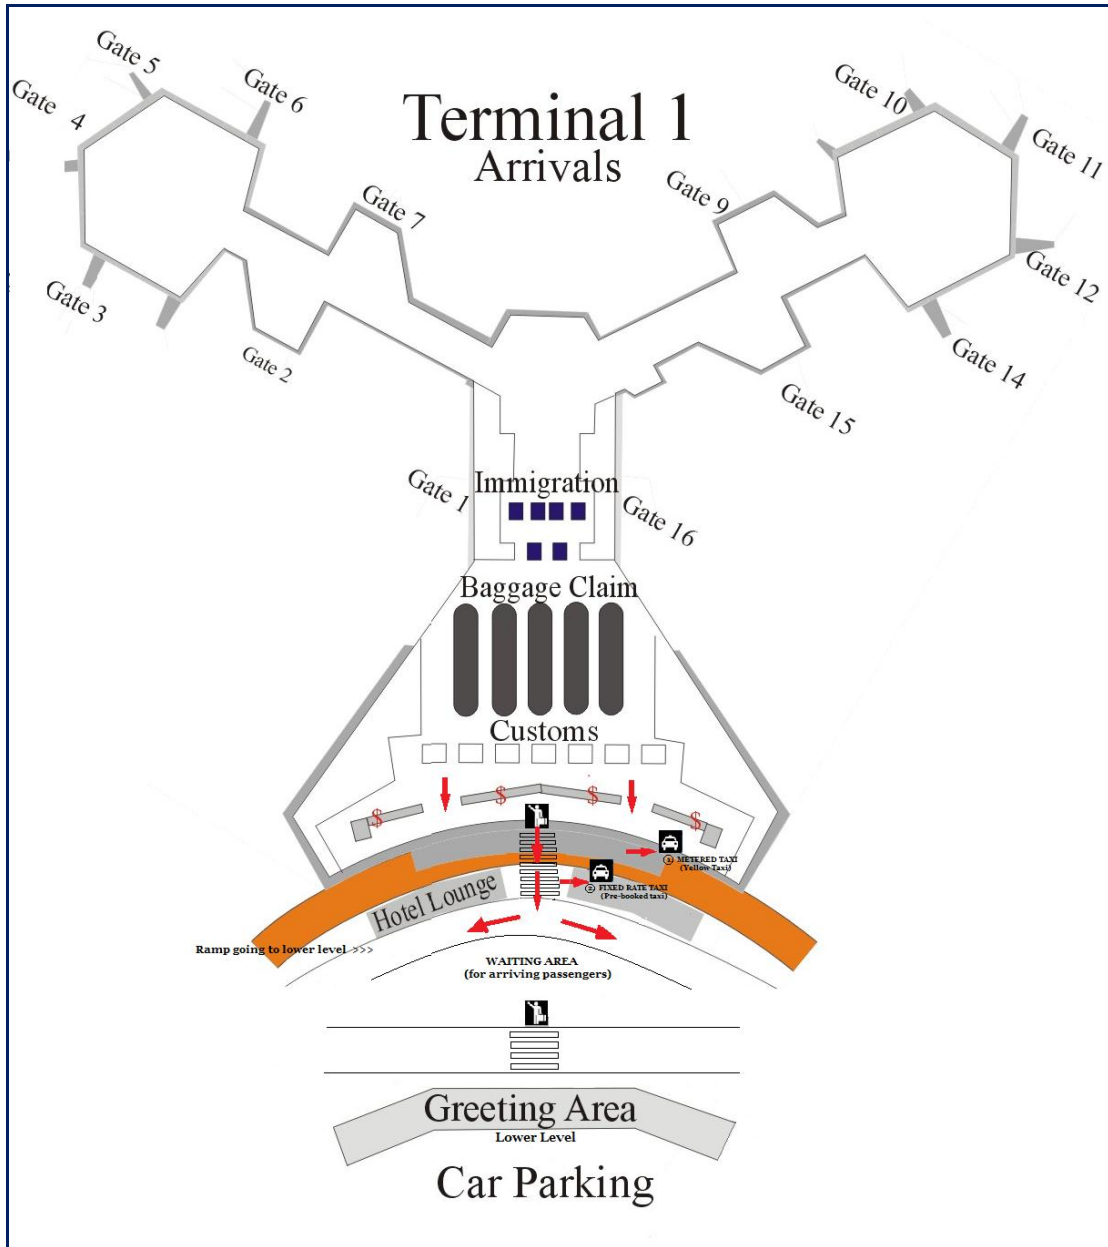 Terminal 1
Arrivals
Gate 5
Gate 6
Gate 4
Gate 10
Gate 11
Gate 7
Gate 9
Gate 3
Gate 12
Gate 2
Gate 14
Gate 15
Immigration
Gate 1
Gate 16
Baggage Claim
Customs
$
$
$
$
① METERED TAXI
(Yellow Taxi)
② FIXED RATE TAXI
(Pre-booked taxi)
Hotel Lounge
Ramp going to lower level >>>
WAITING AREA
(for arriving passengers)
Greeting Area
Lower Level
Car Parking